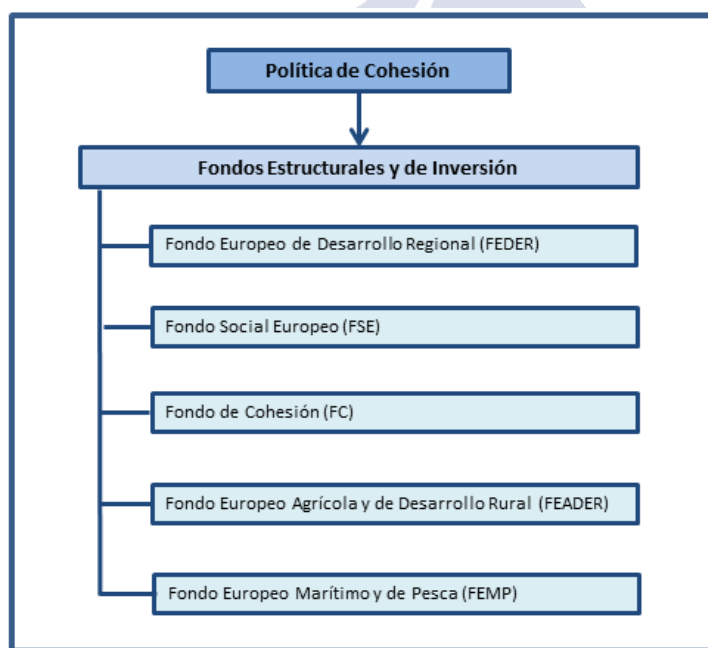 Política de Cohesión
Fondos Estructurales y de Inversión
Fondo Europeo de Desarrollo Regional (FEDER)
Fondo Social Europeo (FSE)
Fondo de Cohesión (FC)
Fondo Europeo Agrícola y de Desarrollo Rural (FEADER)
Fondo Europeo Marítimo y de Pesca (FEMP)